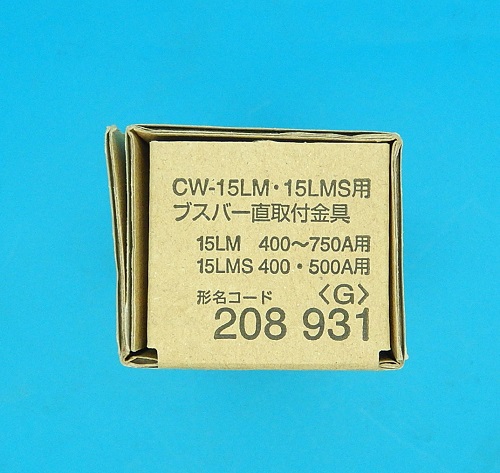 CW-15LM・15LMS用
ブスバー直取付金具
15LM 400〜750A用
15LMS 400・500A用
形名コード 〈G〉
208 931